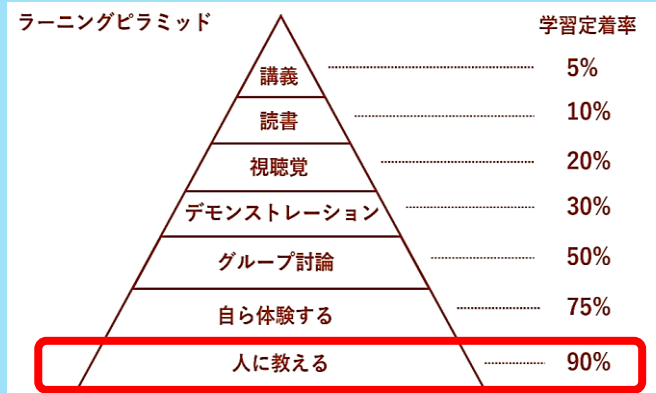 ラーニングピラミッド
学習定着率
講義 5%
読書 10%
視聴覚 20%
デモンストレーション 30%
グループ討論 50%
自ら体験する 75%
人に教える 90%